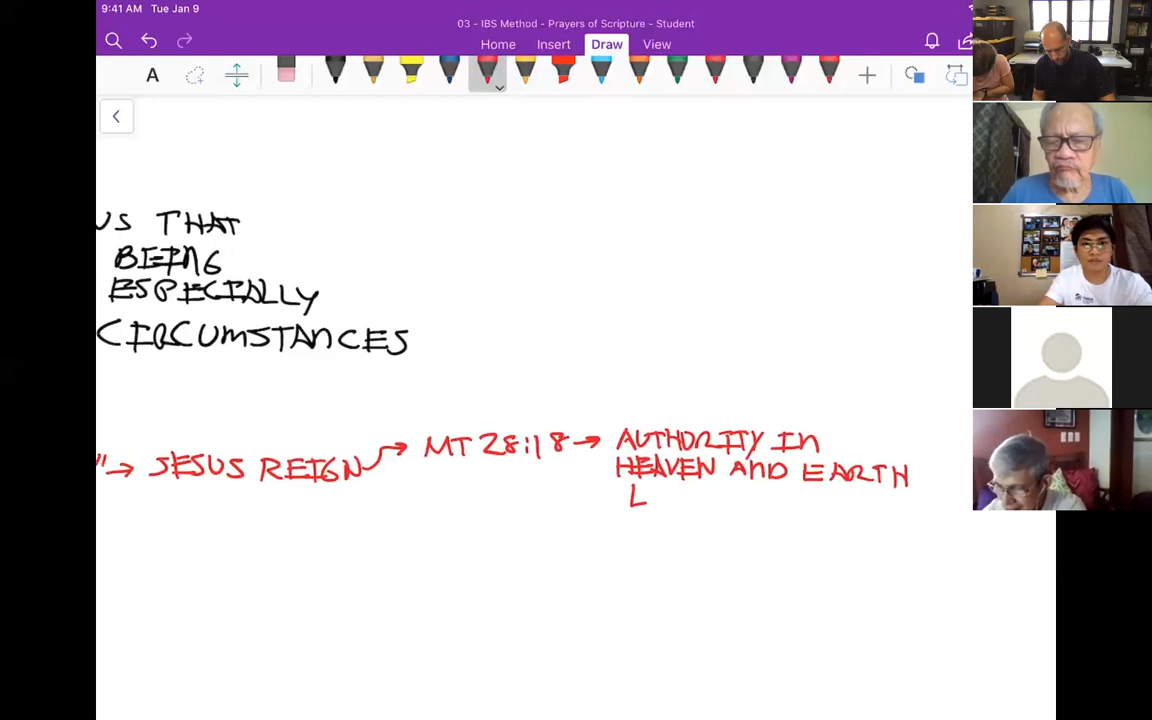 9:41 AM Tue Jan 9
03 - IBS Method - Prayers of Scripture - Student
Home Insert Draw View
A
US THAT
BEING
ESPECIALLY
CIRCUMSTANCES
" → JESUS REIGN → MT 28:18 → AUTHORITY IN
HEAVEN AND EARTH
L